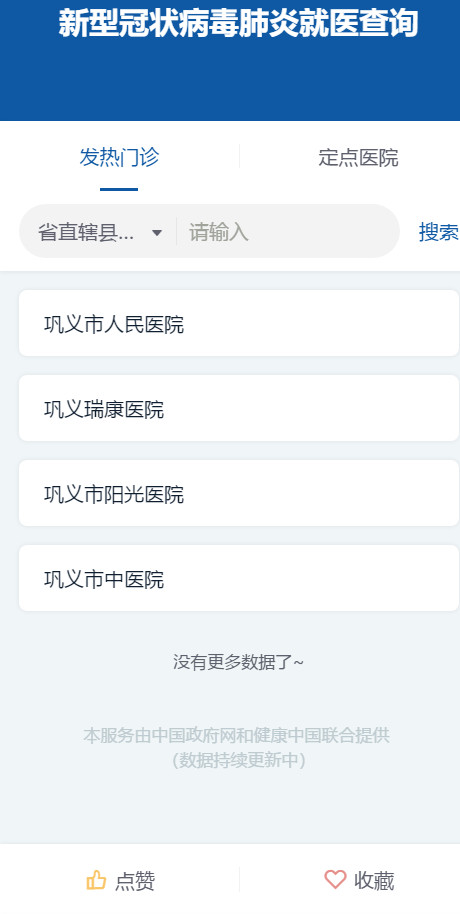 新型冠状病毒肺炎就医查询
发热门诊
定点医院
省直辖县...
请输入
搜索
巩义市人民医院
巩义瑞康医院
巩义市阳光医院
巩义市中医院
没有更多数据了~
本服务由中国政府网和健康中国联合提供
（数据持续更新中）
点赞
收藏